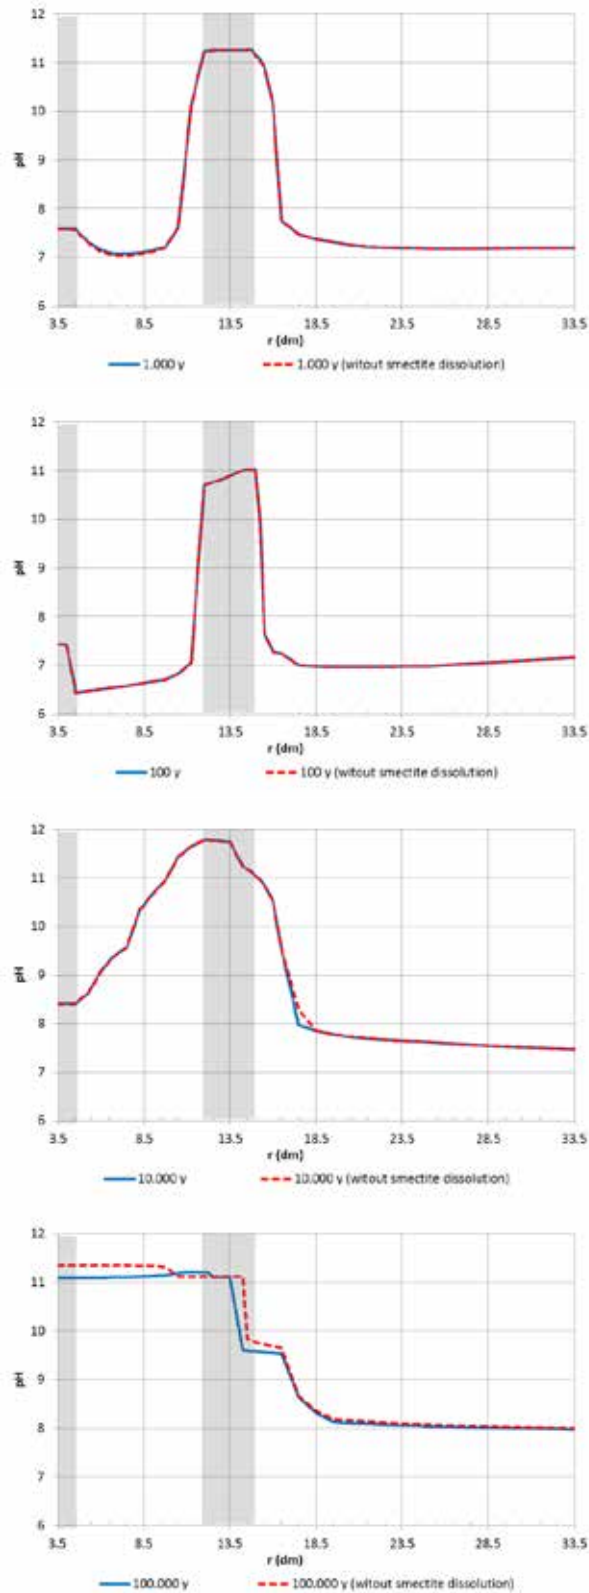 12
11
10
9
8
7
6
pH
3.5 8.5 13.5 18.5 23.5 28.5 33.5
r (dm)
1.000 y 1.000 y (witout smectite dissolution)
12
11
10
9
8
7
6
pH
3.5 8.5 13.5 18.5 23.5 28.5 33.5
r (dm)
100 y 100 y (witout smectite dissolution)
12
11
10
9
8
7
6
pH
3.5 8.5 13.5 18.5 23.5 28.5 33.5
r (dm)
10.000 y 10.000 y (witout smectite dissolution)
12
11
10
9
8
7
6
pH
3.5 8.5 13.5 18.5 23.5 28.5 33.5
r (dm)
100.000 y 100.000 y (witout smectite dissolution)